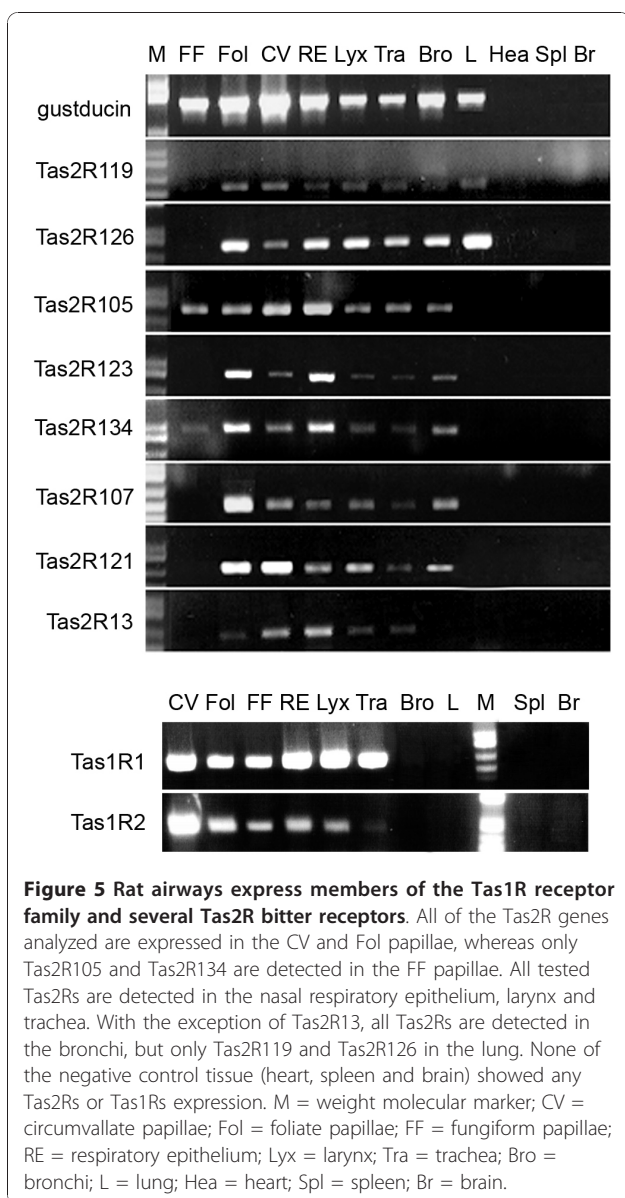 M FF Fol CV RE Lyx Tra Bro L Hea Spl Br
gustducin
Tas2R119
Tas2R126
Tas2R105
Tas2R123
Tas2R134
Tas2R107
Tas2R121
Tas2R13
CV Fol FF RE Lyx Tra Bro L M Spl Br
Tas1R1
Tas1R2
Figure 5 Rat airways express members of the Tas1R receptor
family and several Tas2R bitter receptors. All of the Tas2R genes
analyzed are expressed in the CV and Fol papillae, whereas only
Tas2R105 and Tas2R134 are detected in the FF papillae. All tested
Tas2Rs are detected in the nasal respiratory epithelium, larynx and
trachea. With the exception of Tas2R13, all Tas2Rs are detected in
the bronchi, but only Tas2R119 and Tas2R126 in the lung. None of
the negative control tissue (heart, spleen and brain) showed any
Tas2Rs or Tas1Rs expression. M = weight molecular marker; CV =
circumvallate papillae; Fol = foliate papillae; FF = fungiform papillae;
RE = respiratory epithelium; Lyx = larynx; Tra = trachea; Bro =
bronchi; L = lung; Hea = heart; Spl = spleen; Br = brain.